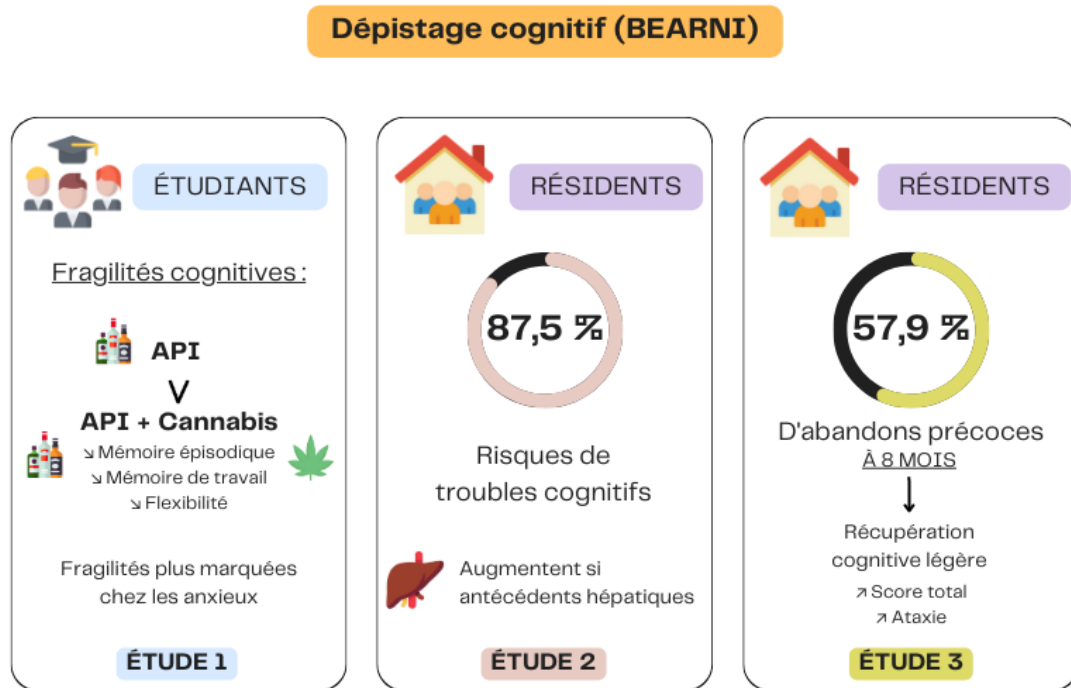 Dépistage cognitif (BEARNI)
ÉTUDIANTS
Fragilités cognitives :
API
V
API + Cannabis
↘ Mémoire épisodique
↘ Mémoire de travail
↘ Flexibilité
Fragilités plus marquées
chez les anxieux
ÉTUDE 1
RÉSIDENTS
87,5 %
Risques de
troubles cognitifs
Augmentent si
antécédents hépatiques
ÉTUDE 2
RÉSIDENTS
57,9 %
D'abandons précoces
À 8 MOIS
Récupération
cognitive légère
↗ Score total
↗ Ataxie
ÉTUDE 3